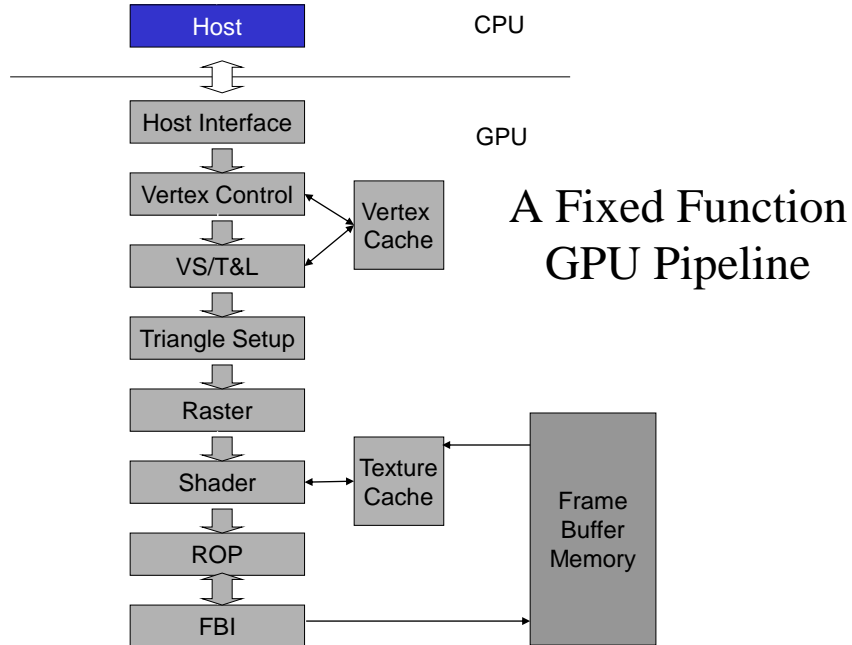 Host
CPU
Host Interface
GPU
Vertex Control
Vertex
Cache
A Fixed Function
GPU Pipeline
VS/T&L
Triangle Setup
Raster
Shader
Texture
Cache
Frame
Buffer
Memory
ROP
FBI